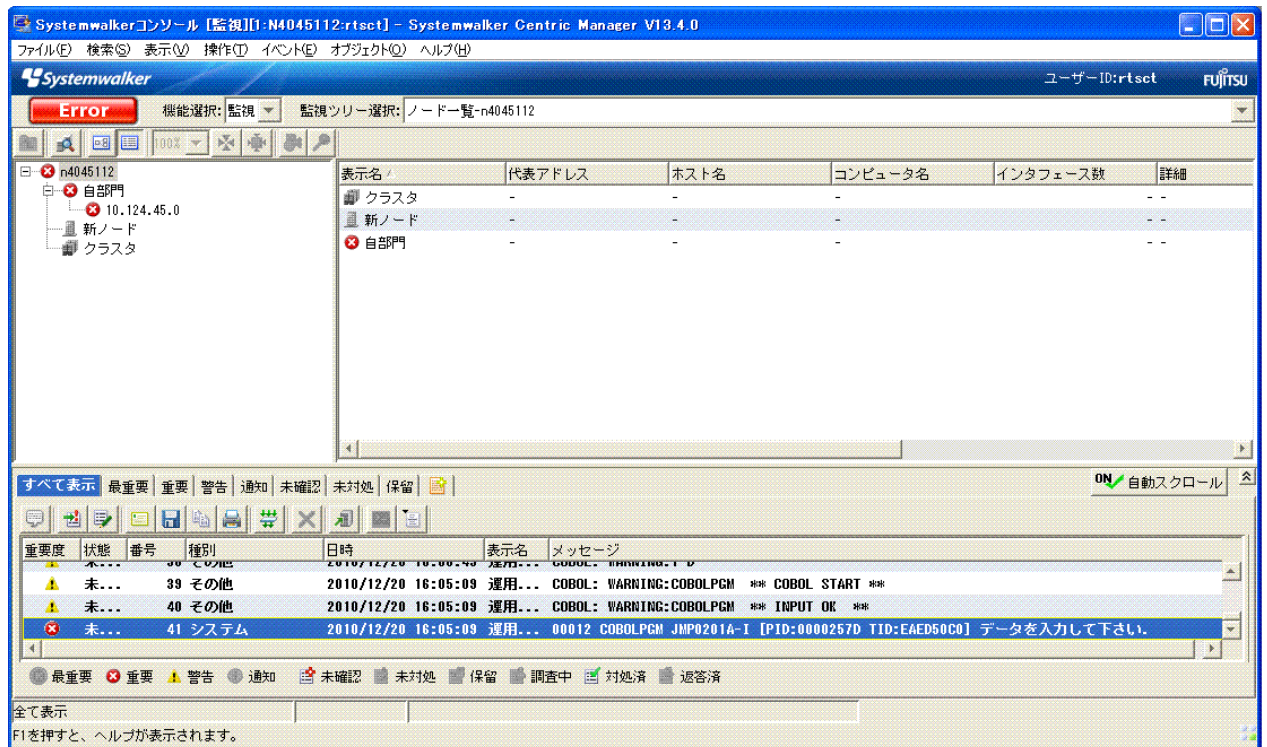 Systemwalkerコンソール [監視][1:N4045112:rtsct] - Systemwalker Centric Manager V13.4.0
ファイル(F) 検索(S) 表示(V) 操作(T) イベント(E) オブジェクト(O) ヘルプ(H)
Systemwalker ユーザーID:rtsct FUJITSU
Error 機能選択: 監視 監視ツリー選択: ノード一覧-n4045112
100%
n4045112
自部門
10.124.45.0
新ノード
クラスタ
表示名 代表アドレス ホスト名 コンピュータ名 インタフェース数 詳細
クラスタ - - - - -
新ノード - - - - -
自部門 - - - - -
すべて表示 最重要 重要 警告 通知 未確認 未対処 保留 ON 自動スクロール
重要度 状態 番号 種別 日時 表示名 メッセージ
未... 39 その他 2010/12/20 16:05:09 運用... COBOL: WARNING:COBOLPGM ** COBOL START **
未... 40 その他 2010/12/20 16:05:09 運用... COBOL: WARNING:COBOLPGM ** INPUT OK **
未... 41 システム 2010/12/20 16:05:09 運用... 00012 COBOLPGM JMP0201A-I [PID:0000257D TID:EAED50C0] データを入力して下さい.
最重要 重要 警告 通知 未確認 未対処 保留 調査中 対処済 返答済
全て表示
F1を押すと、ヘルプが表示されます。